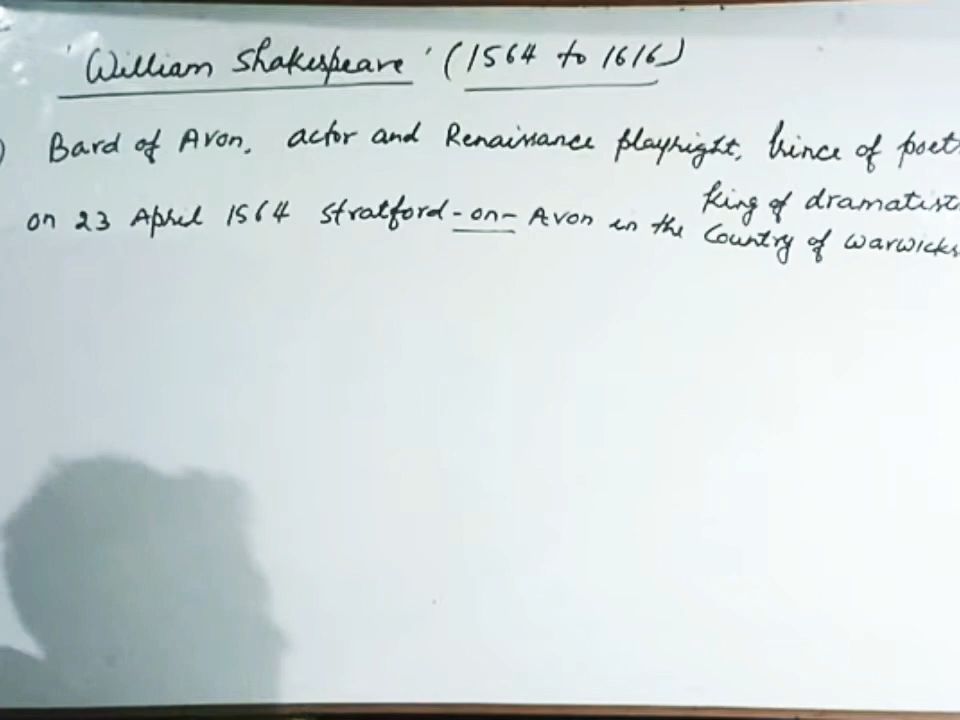 'William Shakespeare' (1564 to 1616)
) Bard of Avon, actor and Renaissance playright, prince of poet
king of dramatist
on 23 April 1564 Stratford-on-Avon in the Country of Warwicks